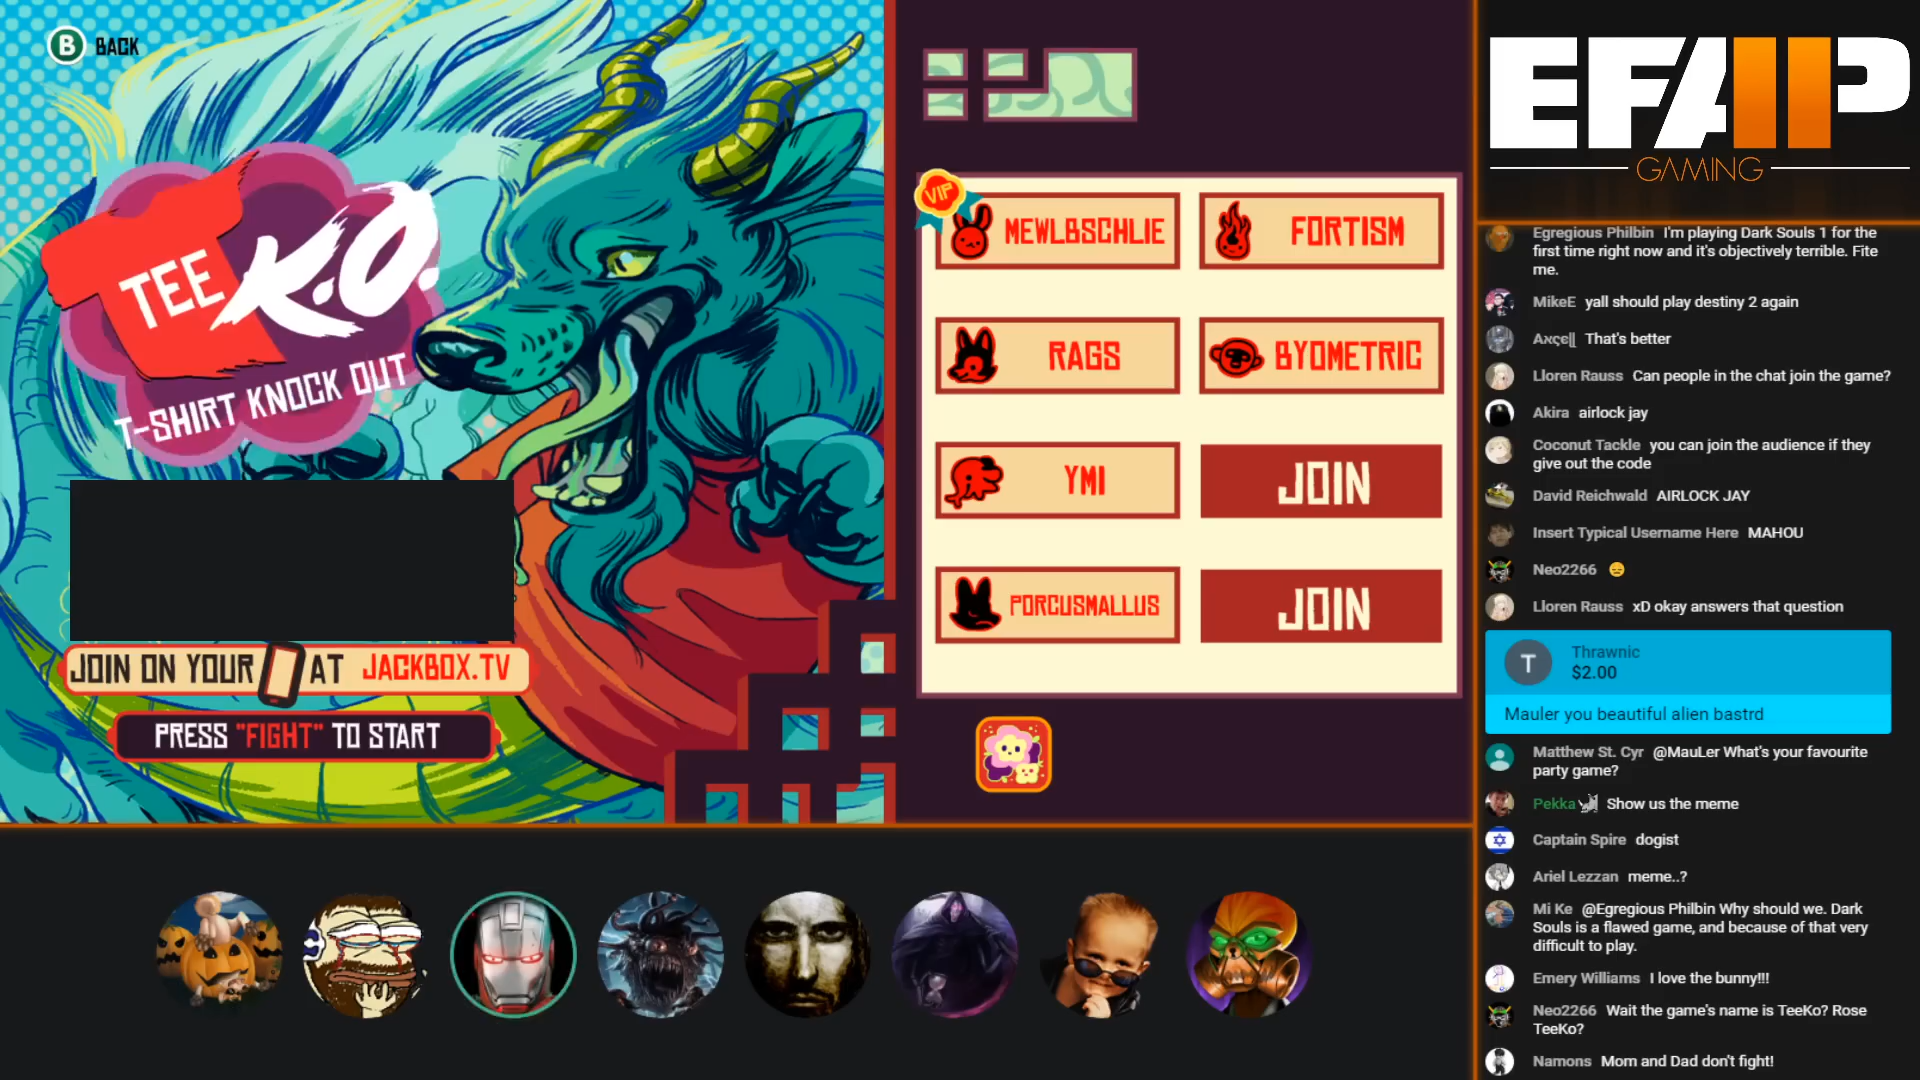 B BACK
TEE K.O.
T-SHIRT KNOCK OUT
JOIN ON YOUR AT JACKBOX.TV
PRESS "FIGHT" TO START
VIP
MEWLBSCHLIE
FORTISM
RAGS
BYOMETRIC
YMI
JOIN
PORCUSMALLUS
JOIN
EFAP
GAMING
Egregious Philbin I'm playing Dark Souls 1 for the
first time right now and it's objectively terrible. Fite
me.
MikeE yall should play destiny 2 again
Axçe|| That's better
Lloren Rauss Can people in the chat join the game?
Akira airlock jay
Coconut Tackle you can join the audience if they
give out the code
David Reichwald AIRLOCK JAY
Insert Typical Username Here MAHOU
Neo2266 😑
Lloren Rauss xD okay answers that question
T
Thrawnic
$2.00
Mauler you beautiful alien bastrd
Matthew St. Cyr @MauLer What's your favourite
party game?
Pekka Show us the meme
Captain Spire dogist
Ariel Lezzan meme..?
Mi Ke @Egregious Philbin Why should we. Dark
Souls is a flawed game, and because of that very
difficult to play.
Emery Williams I love the bunny!!!
Neo2266 Wait the game's name is TeeKo? Rose
TeeKo?
Namons Mom and Dad don't fight!